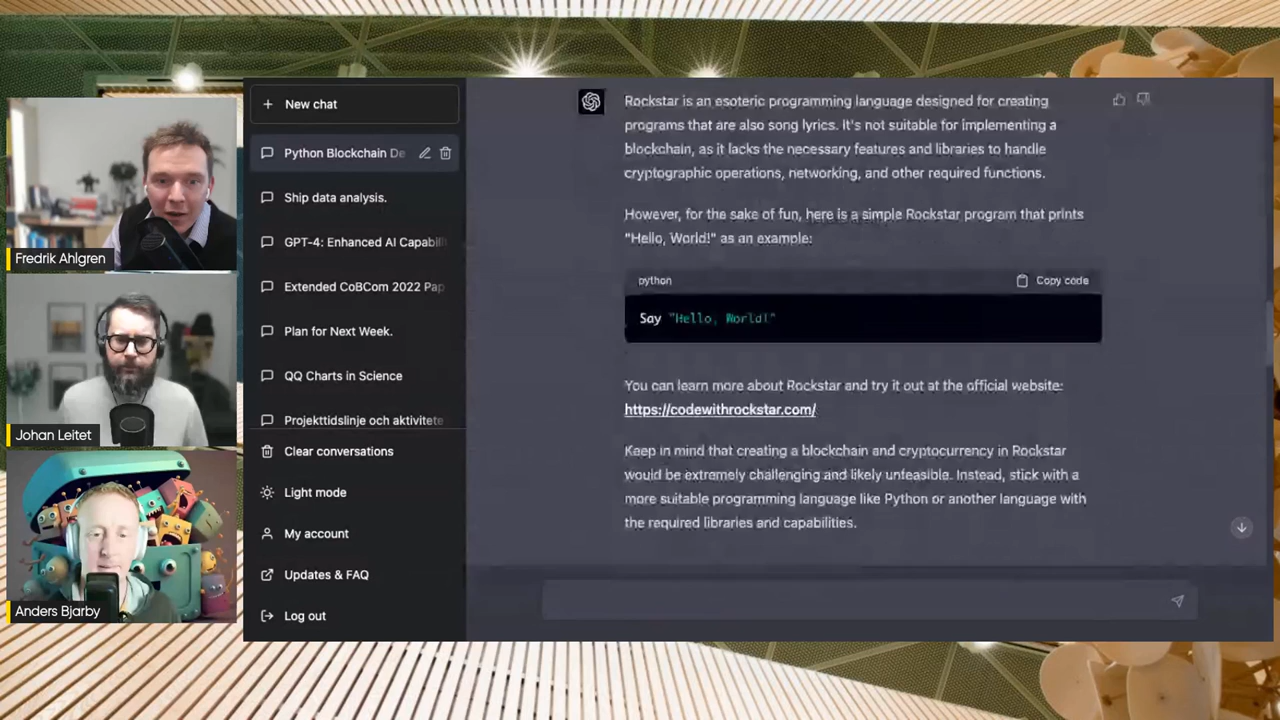 Fredrik Ahlgren
Johan Leitet
Anders Bjarby
New chat
Python Blockchain De
Ship data analysis.
GPT-4: Enhanced AI Capabili
Extended CoBCom 2022 Pap
Plan for Next Week.
QQ Charts in Science
Projekttidslinje och aktivitete
Clear conversations
Light mode
My account
Updates & FAQ
Log out
Rockstar is an esoteric programming language designed for creating
programs that are also song lyrics. It's not suitable for implementing a
blockchain, as it lacks the necessary features and libraries to handle
cryptographic operations, networking, and other required functions.
However, for the sake of fun, here is a simple Rockstar program that prints
"Hello, World!" as an example:
python
Copy code
Say "Hello, World!"
You can learn more about Rockstar and try it out at the official website:
https://codewithrockstar.com/
Keep in mind that creating a blockchain and cryptocurrency in Rockstar
would be extremely challenging and likely unfeasible. Instead, stick with a
more suitable programming language like Python or another language with
the required libraries and capabilities.